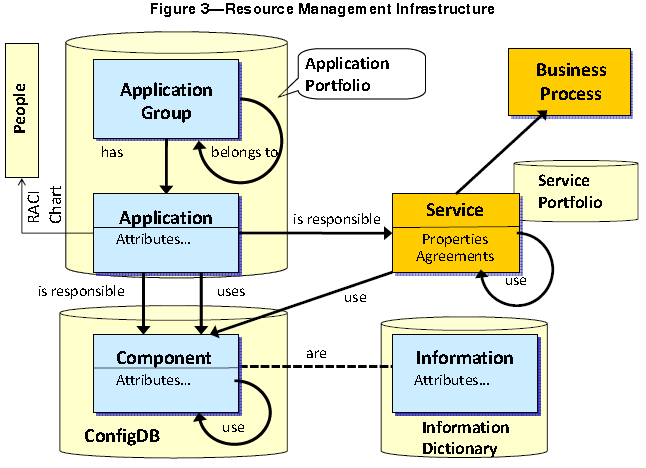 Figure 3—Resource Management Infrastructure
People
Application
Group
Application
Portfolio
Business
Process
has
belongs to
RACI
Chart
Application
Attributes...
is responsible
Service
Properties
Agreements
Service
Portfolio
use
is responsible
uses
use
Component
Attributes...
use
ConfigDB
are
Information
Attributes...
Information
Dictionary